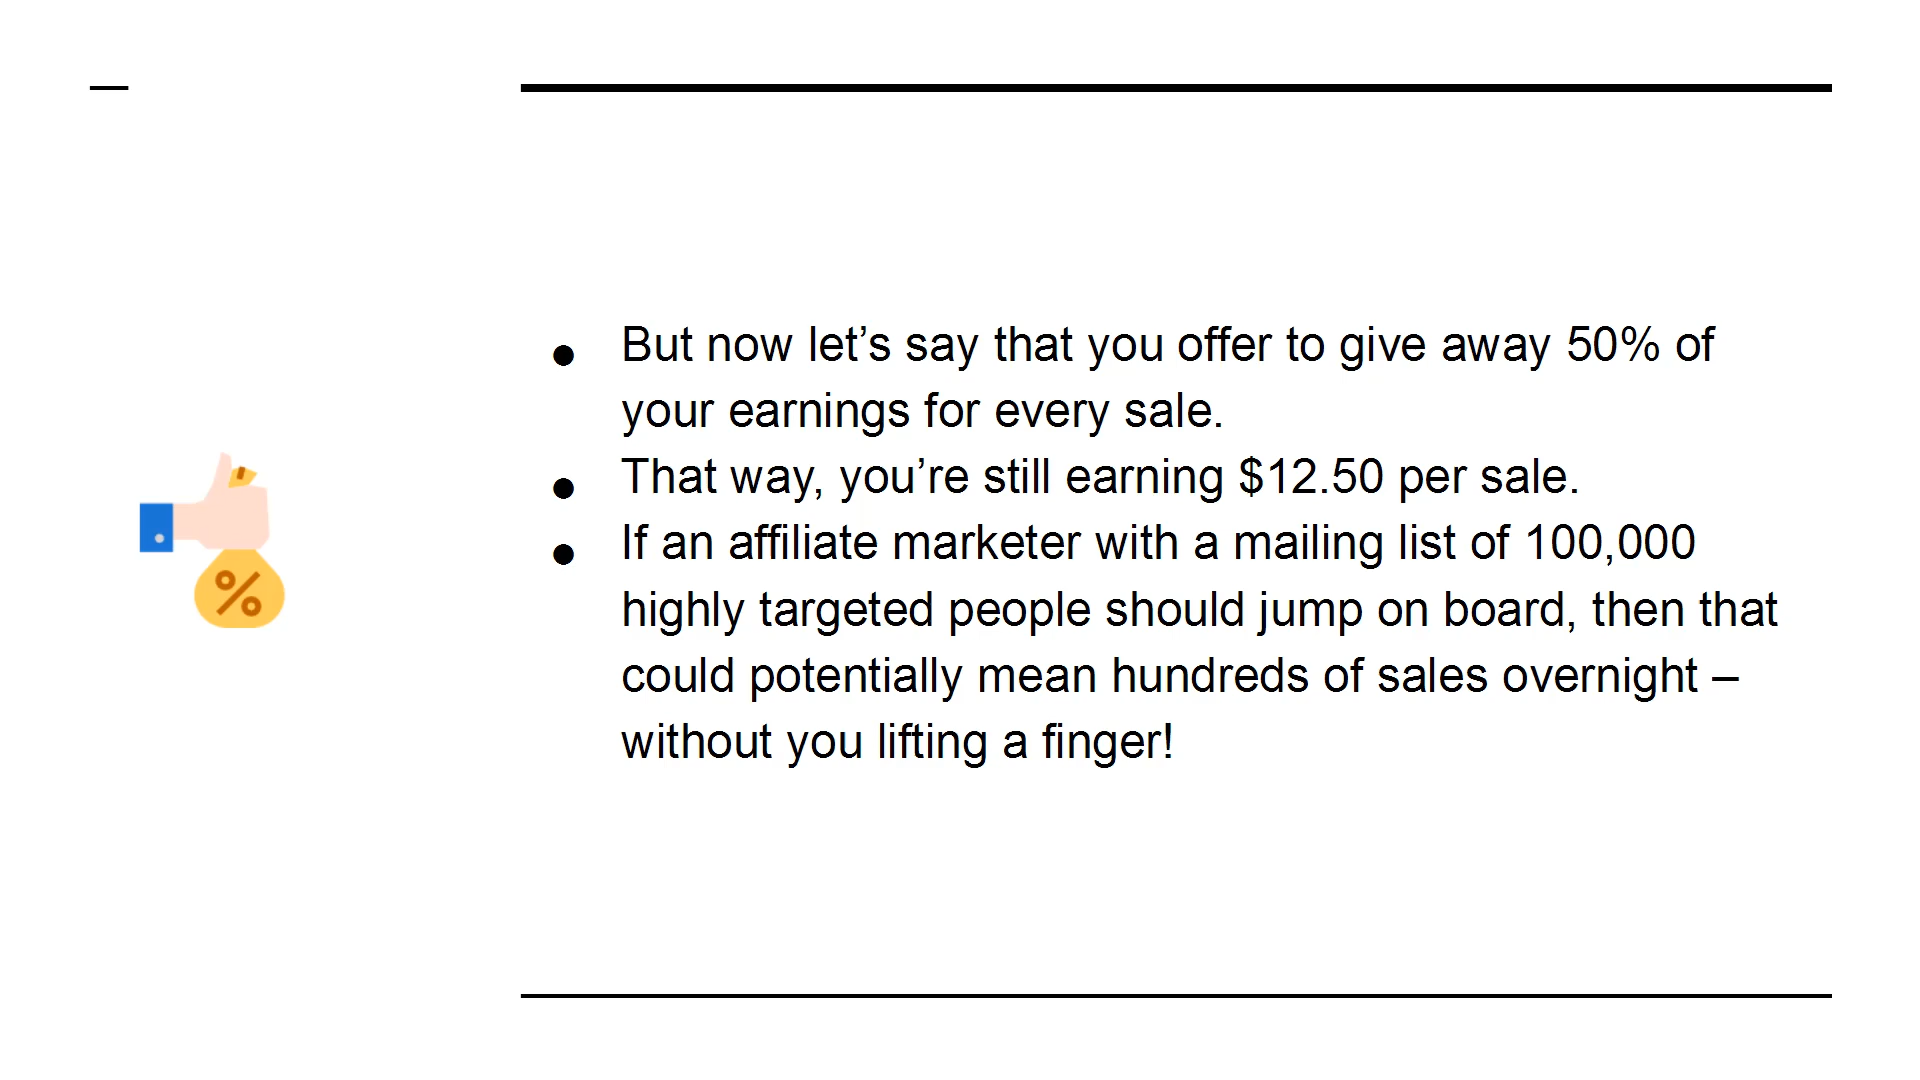 ● But now let’s say that you offer to give away 50% of
your earnings for every sale.
● That way, you’re still earning $12.50 per sale.
● If an affiliate marketer with a mailing list of 100,000
highly targeted people should jump on board, then that
could potentially mean hundreds of sales overnight –
without you lifting a finger!
%